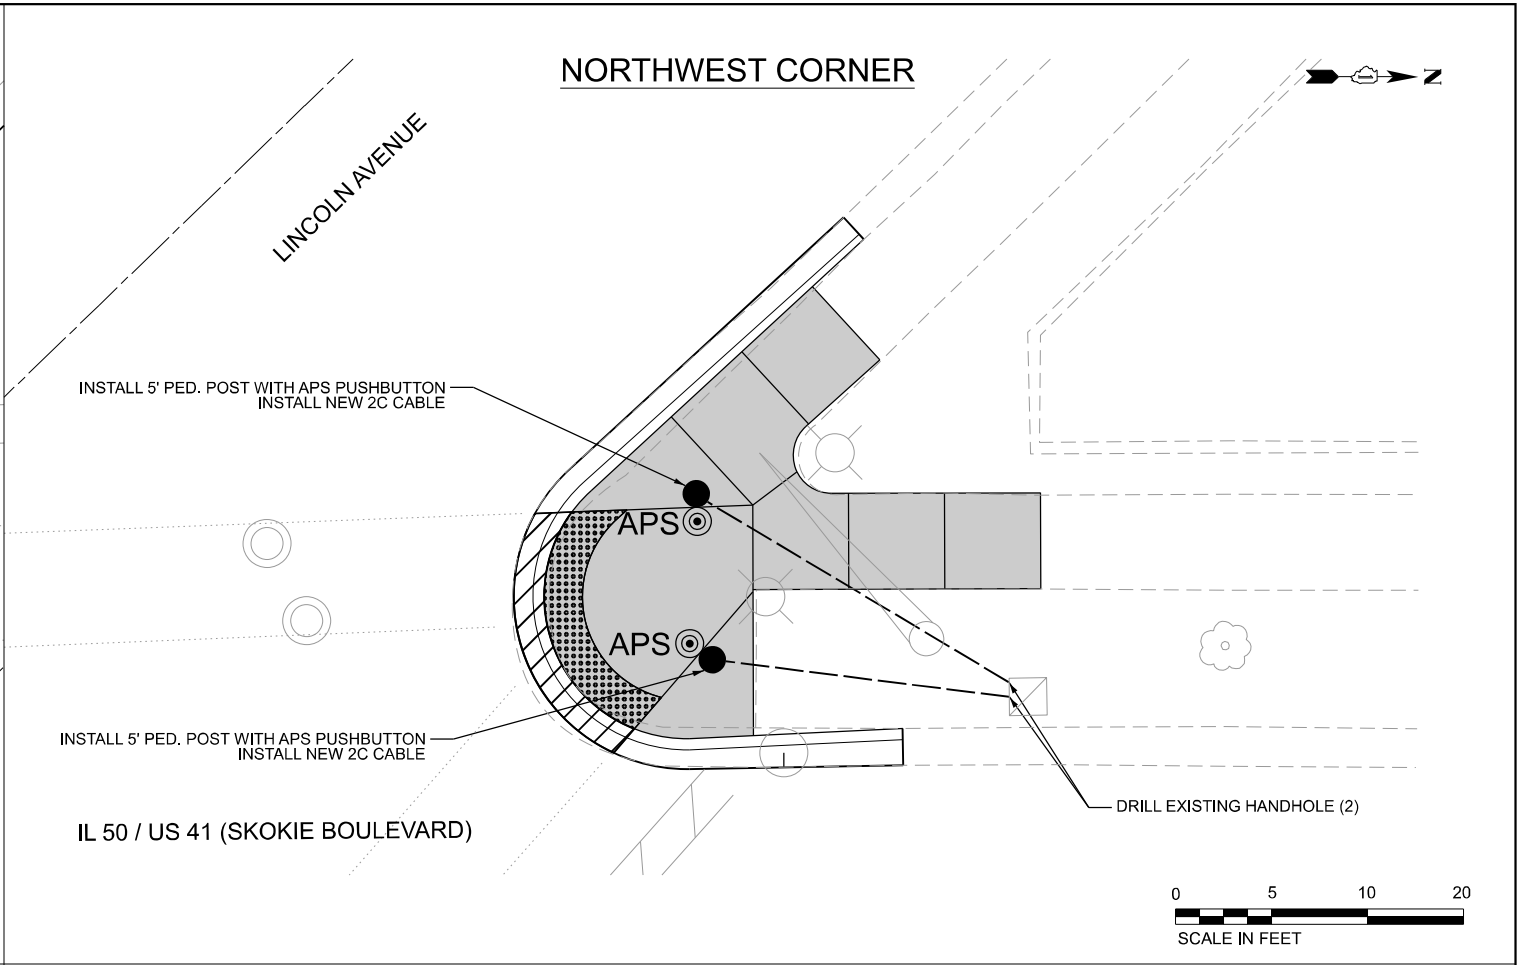 NORTHWEST CORNER
N
LINCOLN AVENUE
INSTALL 5' PED. POST WITH APS PUSHBUTTON
INSTALL NEW 2C CABLE
APS
APS
INSTALL 5' PED. POST WITH APS PUSHBUTTON
INSTALL NEW 2C CABLE
DRILL EXISTING HANDHOLE (2)
IL 50 / US 41 (SKOKIE BOULEVARD)
0 5 10 20
SCALE IN FEET